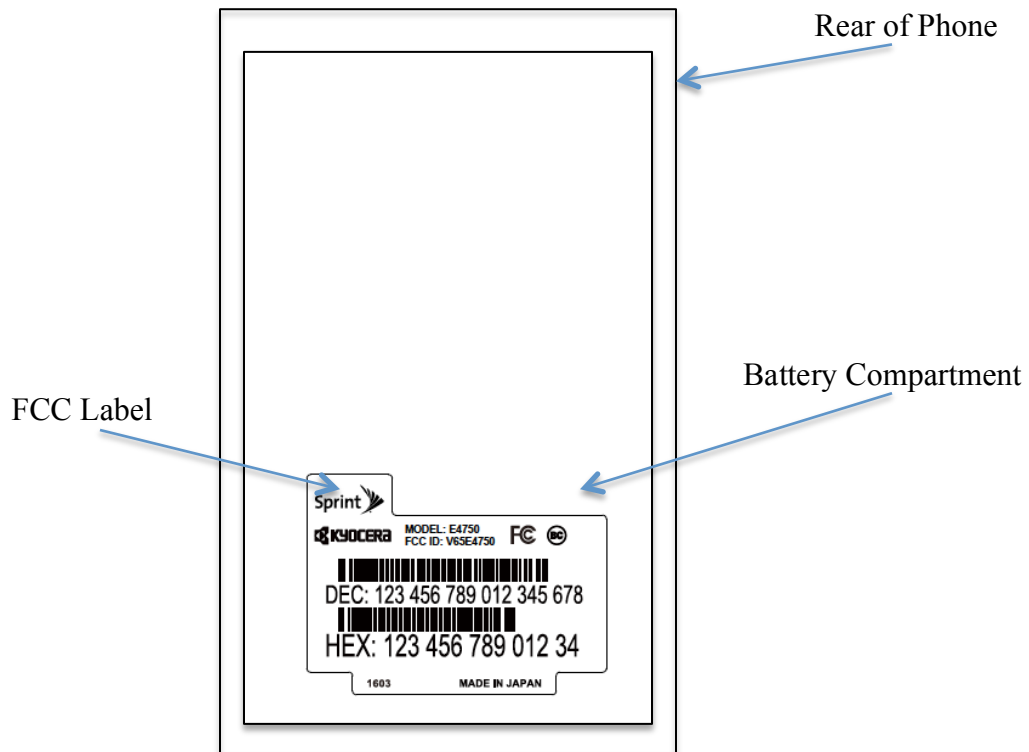 Rear of Phone
Battery Compartment
FCC Label
Sprint
KYOCERA
MODEL: E4750
FCC ID: V65E4750
FC
BC
DEC: 123 456 789 012 345 678
HEX: 123 456 789 012 34
1603 MADE IN JAPAN